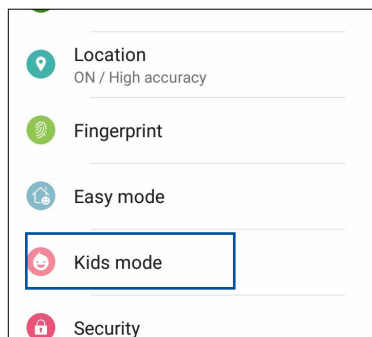 Location
ON / High accuracy
Fingerprint
Easy mode
Kids mode
Security